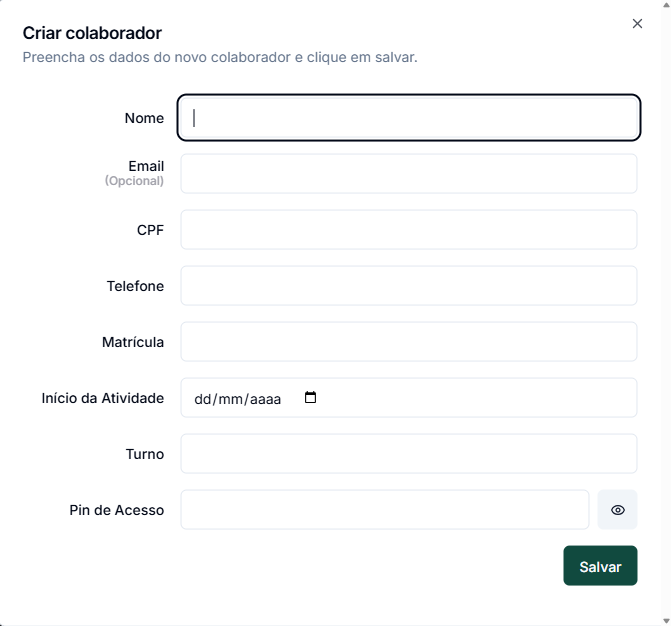 Criar colaborador
Preencha os dados do novo colaborador e clique em salvar.
Nome
Email
(Opcional)
CPF
Telefone
Matrícula
Início da Atividade
dd/mm/aaaa
Turno
Pin de Acesso
Salvar